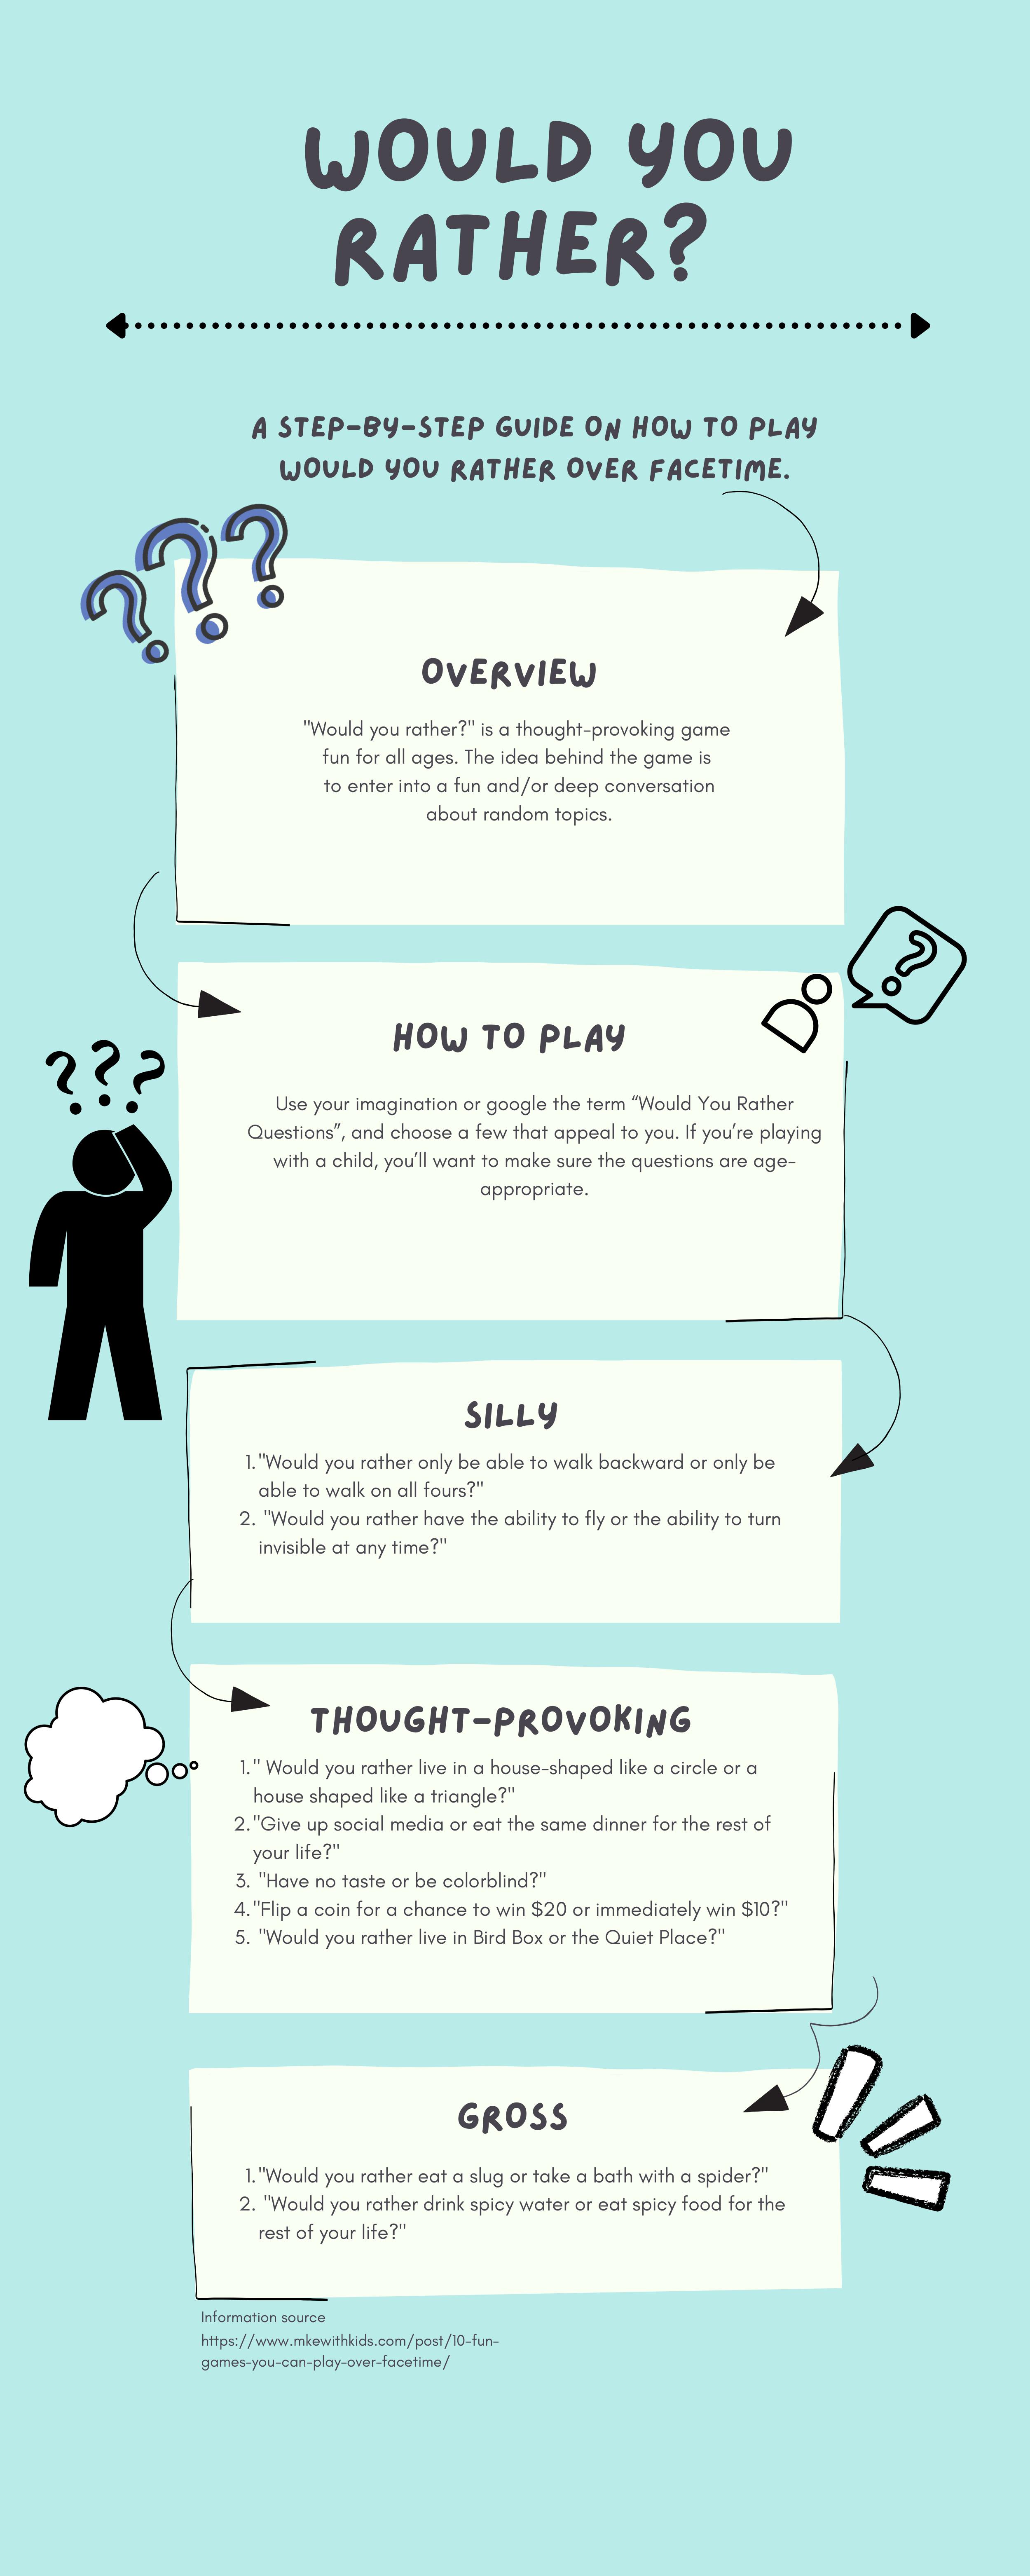 WOULD YOU
RATHER?
A STEP-BY-STEP GUIDE ON HOW TO PLAY
WOULD YOU RATHER OVER FACETIME.
OVERVIEW
"Would you rather?" is a thought-provoking game
fun for all ages. The idea behind the game is
to enter into a fun and/or deep conversation
about random topics.
HOW TO PLAY
Use your imagination or google the term “Would You Rather
Questions”, and choose a few that appeal to you. If you’re playing
with a child, you’ll want to make sure the questions are age-
appropriate.
SILLY
1. "Would you rather only be able to walk backward or only be
able to walk on all fours?"
2. "Would you rather have the ability to fly or the ability to turn
invisible at any time?"
THOUGHT-PROVOKING
1. " Would you rather live in a house-shaped like a circle or a
house shaped like a triangle?"
2. "Give up social media or eat the same dinner for the rest of
your life?"
3. "Have no taste or be colorblind?"
4. "Flip a coin for a chance to win $20 or immediately win $10?"
5. "Would you rather live in Bird Box or the Quiet Place?"
GROSS
1. "Would you rather eat a slug or take a bath with a spider?"
2. "Would you rather drink spicy water or eat spicy food for the
rest of your life?"
Information source
https://www.mkewithkids.com/post/10-fun-
games-you-can-play-over-facetime/